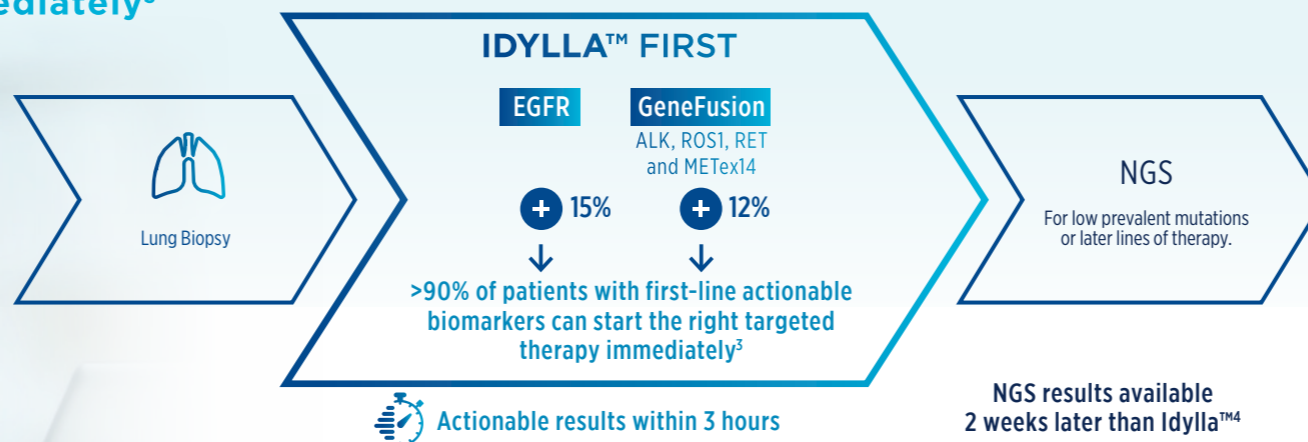 ediately³
IDYLLA™ FIRST
EGFR
GeneFusion
ALK, ROS1, RET
and METex14
+ 15%
+ 12%
Lung Biopsy
>90% of patients with first-line actionable
biomarkers can start the right targeted
therapy immediately³
Actionable results within 3 hours
NGS
For low prevalent mutations
or later lines of therapy.
NGS results available
2 weeks later than Idylla™⁴